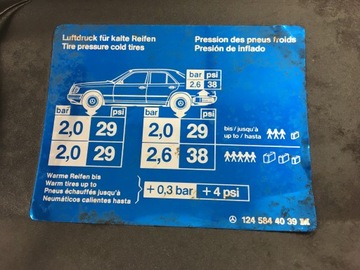 Luftdruck für kalte Reifen
Tire pressure cold tires
Pression des pneus froids
Presión de inflado
bar psi
2,6 38
bar psi
2,0 29
2,0 29
bar psi
2,0 29
2,6 38
bis/jusqu'à
up to/hasta
Warme Reifen bis
Warm tires up to
Pneus échauffés jusqu'à
Neumáticos calientes hasta
+0,3 bar +4 psi
124 584 40 39